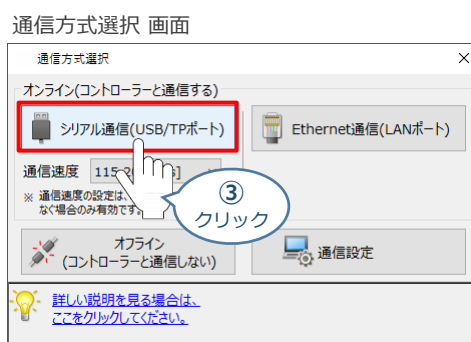 通信方式選択 画面
通信方式選択
オンライン(コントローラーと通信する)
シリアル通信(USB/TPポート)
Ethernet通信(LANポート)
通信速度
※ 通信速度の設定は、
なぐ場合のみ有効です
③
クリック
オフライン
(コントローラーと通信しない)
通信設定
詳しい説明を見る場合は、
ここをクリックしてください。